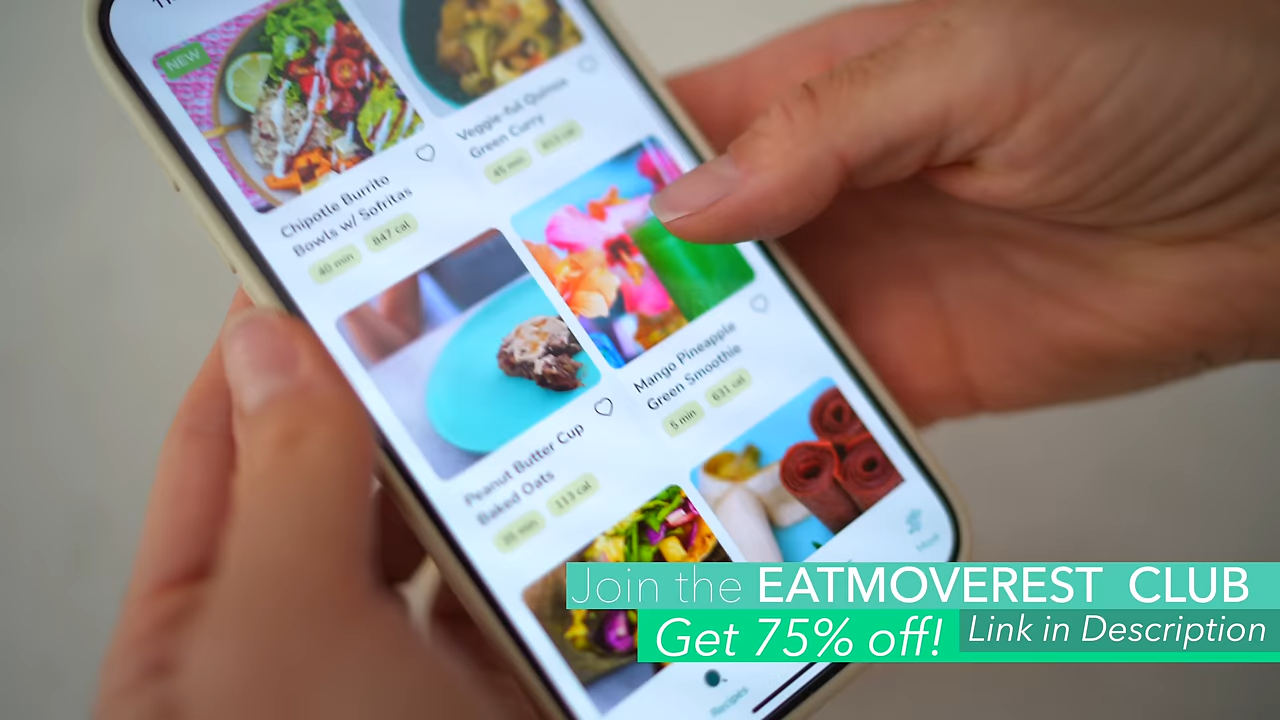 NEW
Chipotle Burrito
Bowls w/ Sofritas
40 min 847 cal
Veggie-ful Quinoa
Green Curry
45 min
Peanut Butter Cup
Baked Oats
113 cal
Mango Pineapple
Green Smoothie
5 min 631 cal
Recipes
Join the EATMOVEREST CLUB
Get 75% off! Link in Description